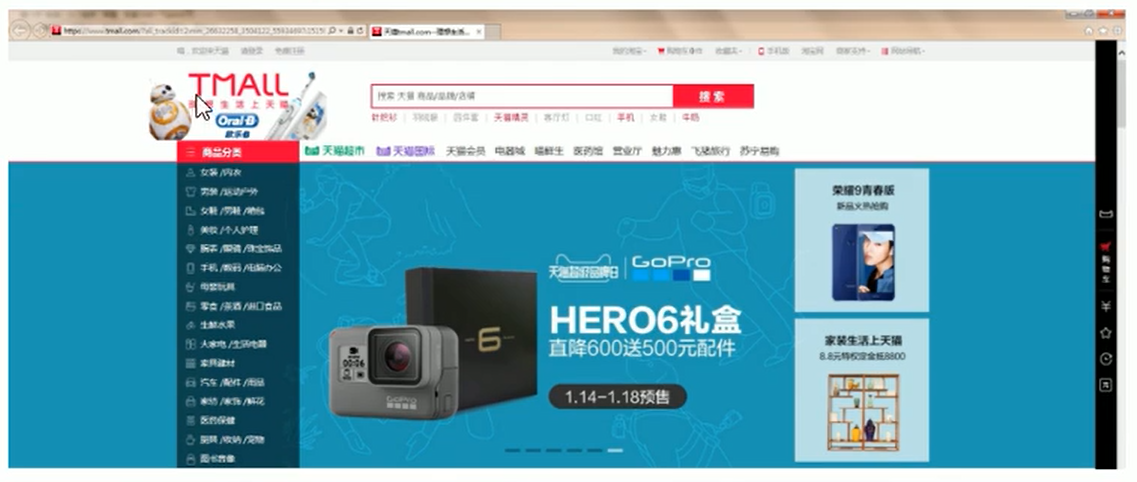 天猫tmall.com--理想生活...
喵，欢迎来天猫 请登录 免费注册
我的淘宝 购物车 收藏夹 手机版 淘宝网 商家支持 网站导航
TMALL
理想生活上天猫
Oral-B
欧乐B
搜索 天猫 商品/品牌/店铺
搜索
针织衫 | 羽绒服 | 四件套 | 天猫精灵 | 客厅灯 | 口红 | 手机 | 女鞋 | 牛奶
商品分类
天猫超市 天猫国际 天猫会员 电器城 喵鲜生 医药馆 营业厅 魅力惠 飞猪旅行 苏宁易购
女装 /内衣
男装 /运动户外
女鞋 /男鞋 /箱包
美妆 /个人护理
腕表 /眼镜 /珠宝饰品
手机 /数码 /电脑办公
母婴玩具
零食 /茶酒 /进口食品
生鲜水果
大家电 /生活电器
家具建材
汽车 /配件 /用品
家纺 /家饰 /鲜花
医药保健
厨具 /收纳 /宠物
图书音像
天猫超级品牌日
GoPro
HERO6礼盒
直降600送500元配件
1.14-1.18预售
6
00:06
GoPro
荣耀9青春版
新品火热抢购
家装生活上天猫
8.8元特权定金抵8800
购物车